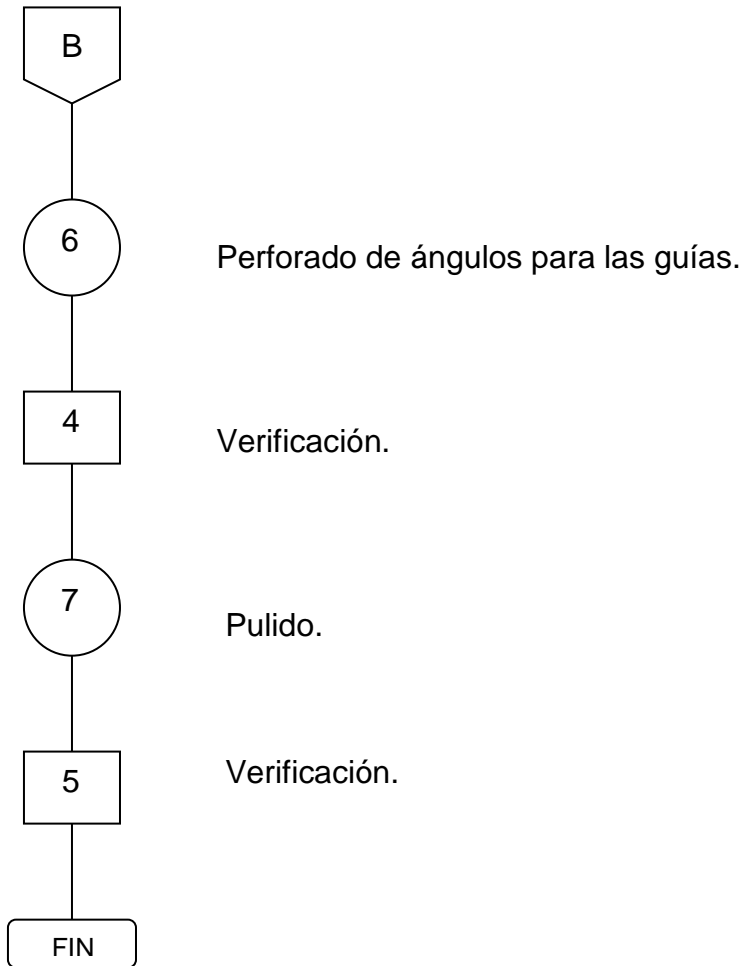 B
6
Perforado de ángulos para las guías.
4
Verificación.
7
Pulido.
5
Verificación.
FIN